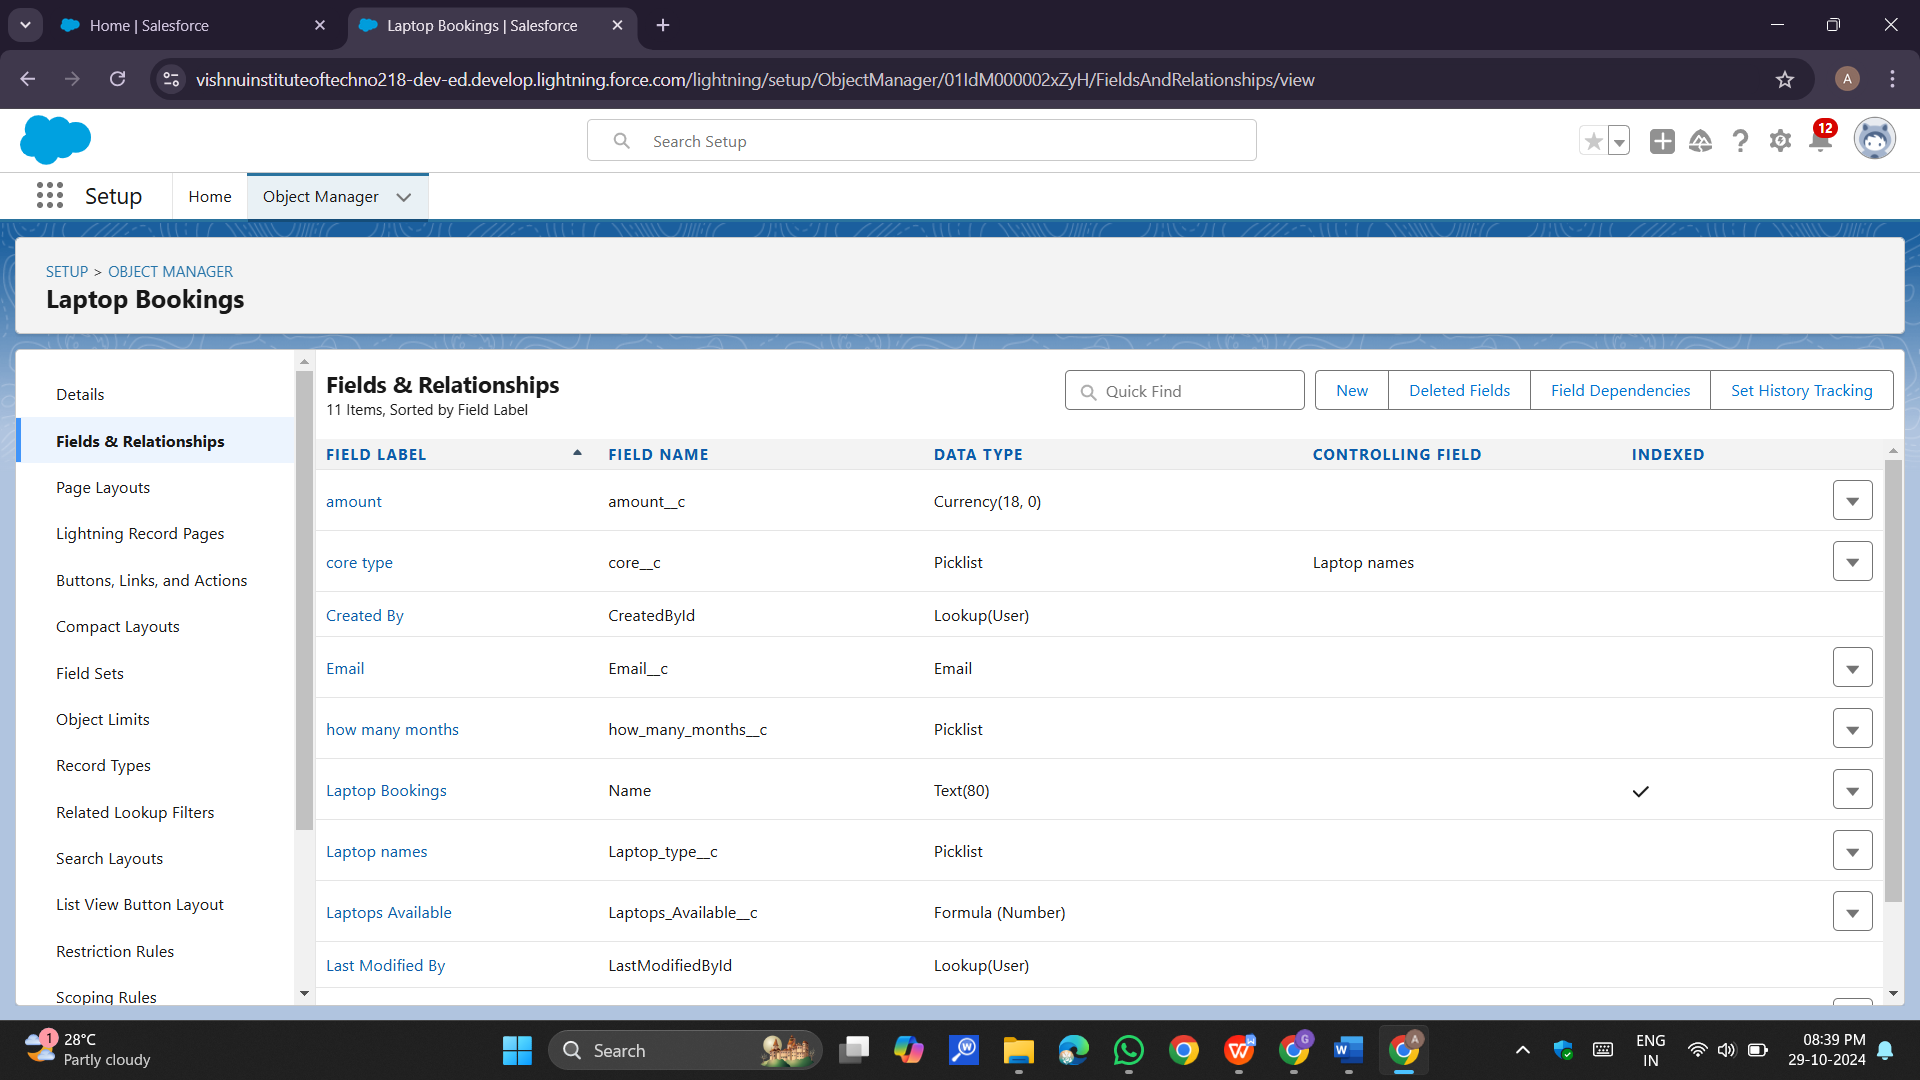 Home | Salesforce
Laptop Bookings | Salesforce
vishnuinstituteoftechno218-dev-ed.develop.lightning.force.com/lightning/setup/ObjectManager/01IdM000002xZyH/FieldsAndRelationships/view
A
Search Setup
12
Setup
Home
Object Manager
SETUP > OBJECT MANAGER
Laptop Bookings
Details
Fields & Relationships
Page Layouts
Lightning Record Pages
Buttons, Links, and Actions
Compact Layouts
Field Sets
Object Limits
Record Types
Related Lookup Filters
Search Layouts
List View Button Layout
Restriction Rules
Scoping Rules
Fields & Relationships
11 Items, Sorted by Field Label
Quick Find
New
Deleted Fields
Field Dependencies
Set History Tracking
FIELD LABEL FIELD NAME DATA TYPE CONTROLLING FIELD INDEXED
amount amount__c Currency(18, 0)
core type core__c Picklist Laptop names
Created By CreatedById Lookup(User)
Email Email__c Email
how many months how_many_months__c Picklist
Laptop Bookings Name Text(80)
Laptop names Laptop_type__c Picklist
Laptops Available Laptops_Available__c Formula (Number)
Last Modified By LastModifiedById Lookup(User)
1
28°C
Partly cloudy
Search
W
W
G
W
A
ENG
IN
08:39 PM
29-10-2024